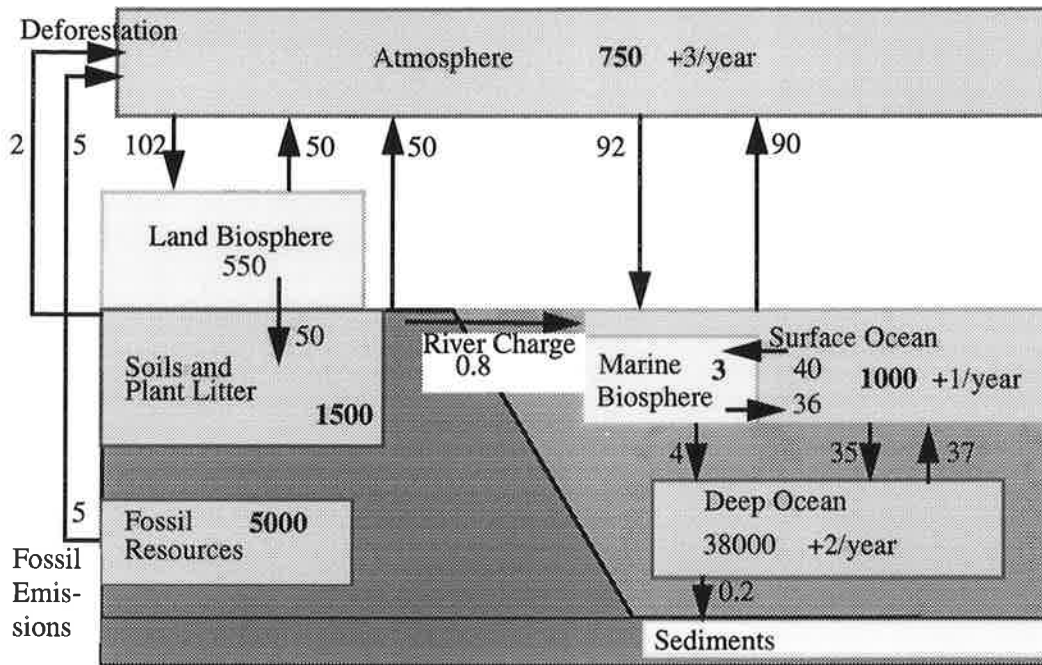 Deforestation
Atmosphere 750 +3/year
2 5 102 50 50 92 90
Land Biosphere
550
50
River Charge
0.8
Soils and
Plant Litter
1500
Surface Ocean
Marine
Biosphere
3
40
36
1000 +1/year
4 35 37
5
Fossil
Resources
5000
Deep Ocean
38000 +2/year
Fossil
Emis-
sions
0.2
Sediments